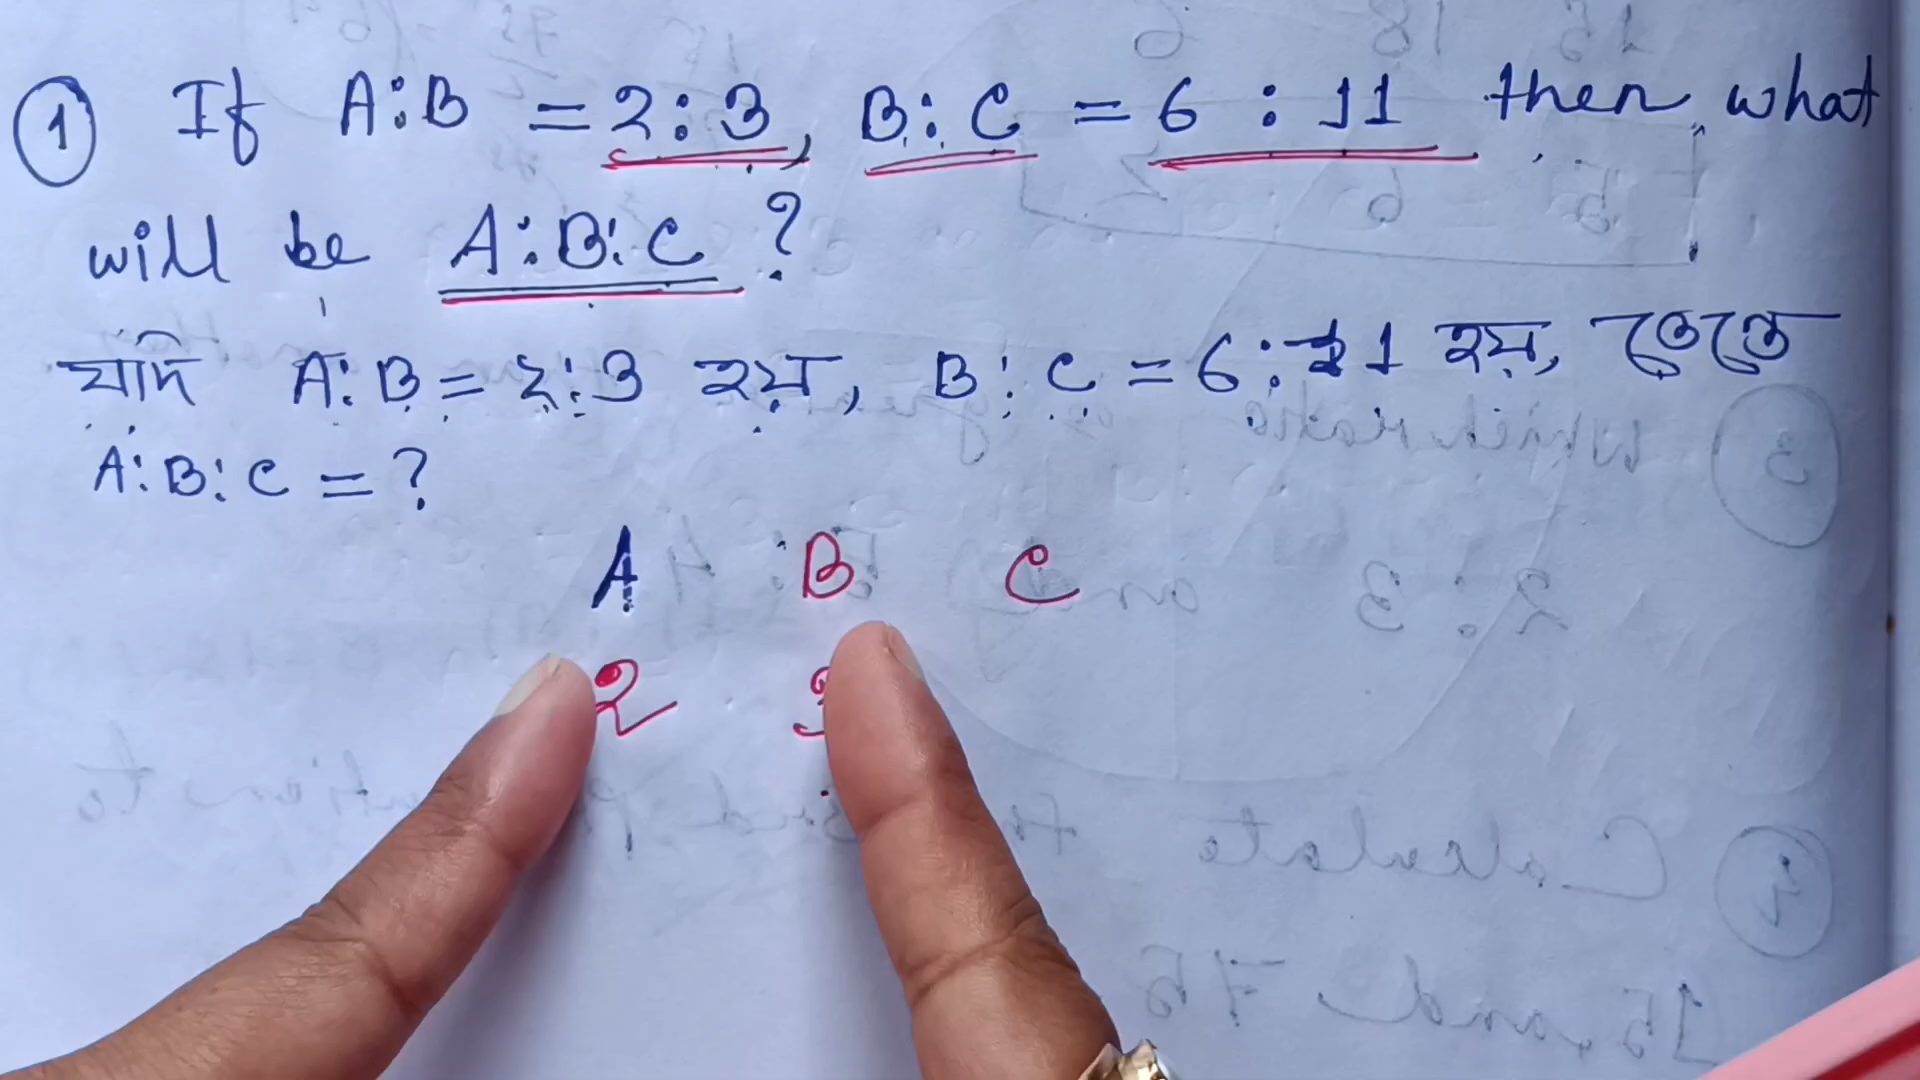 1 If A:B = 2:3, B:C = 6:11 then what
will be A:B:C ?
যদি A:B = 2:3 হয়, B:C = 6:11 হয়, তেন্তে
A:B:C = ?
A B C
2 3